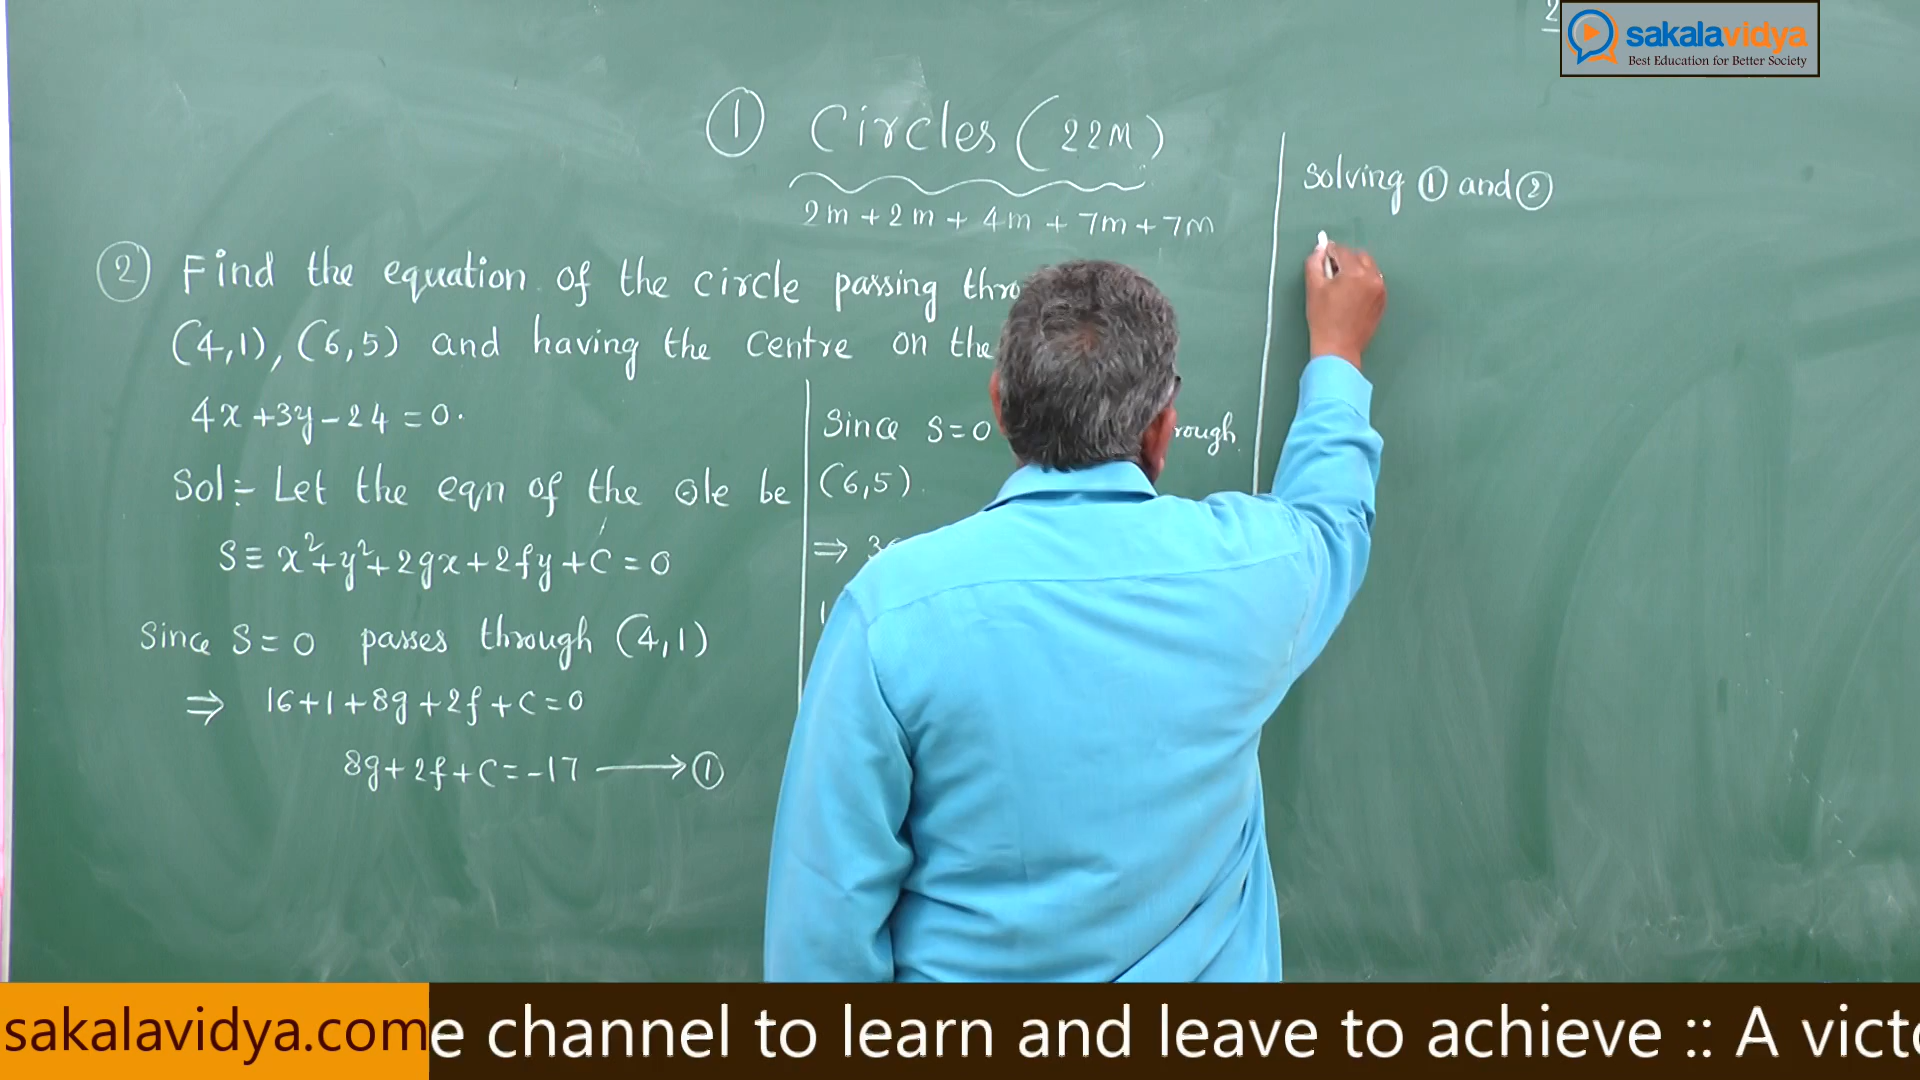 2
sakalavidya
Best Education for Better Society
① Circles (22M)
2m + 2m + 4m + 7m + 7m
② Find the equation of the circle passing
(4,1), (6,5) and having the centre on the
4x + 3y - 24 = 0.
Sol:- Let the eqn of the ⊙le be
S ≡ x² + y² + 2gx + 2fy + c = 0
Since S = 0 passes through (4,1)
⇒ 16 + 1 + 8g + 2f + c = 0
8g + 2f + c = -17 ⟶ ①
Since S = 0
(6,5).
⇒
Solving ① and ②
sakalavidya.com
channel to learn and leave to achieve :: A